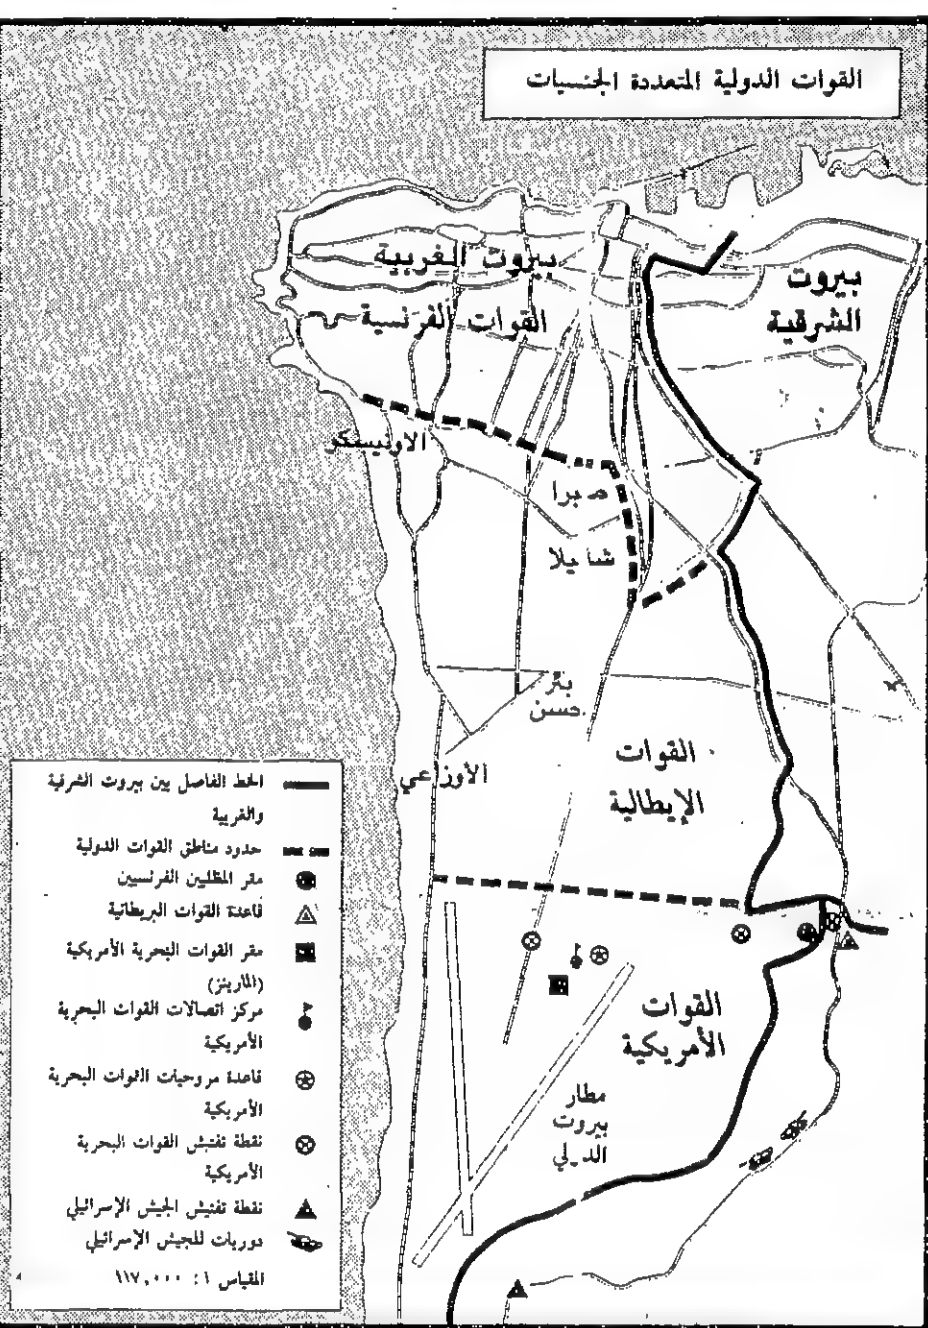 القوات الدولية المتعددة الجنسيات
بيروت الغربية
القوات الفرنسية
بيروت
الشرقية
الاونيسكو
صبرا
شاتيلا
بئر
حسن
الأوزاعي
القوات
الإيطالية
القوات
الأمريكية
مطار
بيروت
الدولي
الخط الفاصل بين بيروت الشرقية
والغربية
حدود مناطق القوات الدولية
مقر المظليين الفرنسيين
قاعدة القوات البريطانية
مقر القوات البحرية الأمريكية
(المارينز)
مركز اتصالات القوات البحرية
الأمريكية
قاعدة مروحيات القوات البحرية
الأمريكية
نقطة تفتيش القوات البحرية
الأمريكية
نقطة تفتيش الجيش الإسرائيلي
دوريات للجيش الإسرائيلي
المقياس ١: ١١٧,٠٠٠